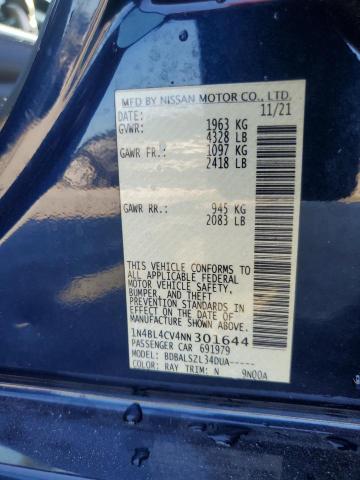 MFD BY NISSAN MOTOR CO., LTD.
DATE: 11/21
GVWR: 1963 KG
4328 LB
GAWR FR.: 1097 KG
2418 LB
GAWR RR.: 945 KG
2083 LB
THIS VEHICLE CONFORMS TO
ALL APPLICABLE FEDERAL
MOTOR VEHICLE SAFETY,
BUMPER, AND THEFT
PREVENTION STANDARDS
IN EFFECT ON THE DATE OF
MANUFACTURE SHOWN ABOVE.
1N4BL4CV4NN301644
PASSENGER CAR 691979
MODEL: BDBALSZL34DUA-----
COLOR: RAY TRIM: N 9N00A